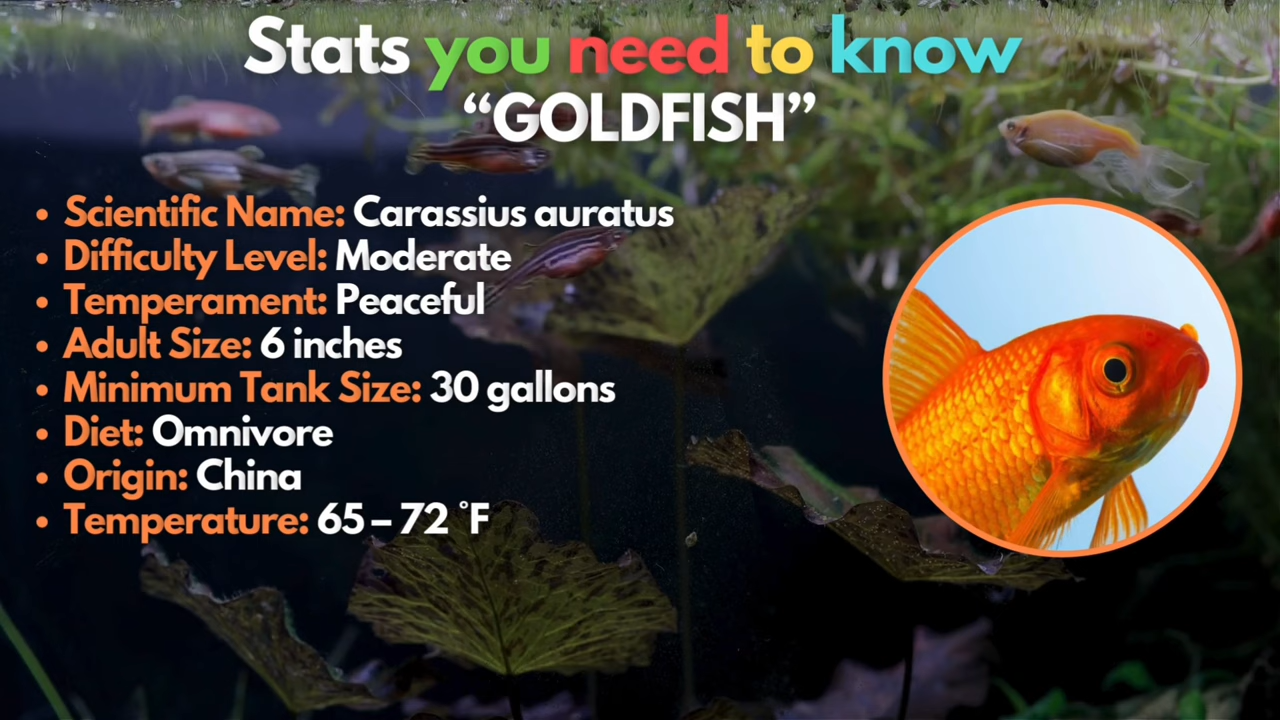 Stats you need to know
“GOLDFISH”
• Scientific Name: Carassius auratus
• Difficulty Level: Moderate
• Temperament: Peaceful
• Adult Size: 6 inches
• Minimum Tank Size: 30 gallons
• Diet: Omnivore
• Origin: China
• Temperature: 65 – 72 ˚F